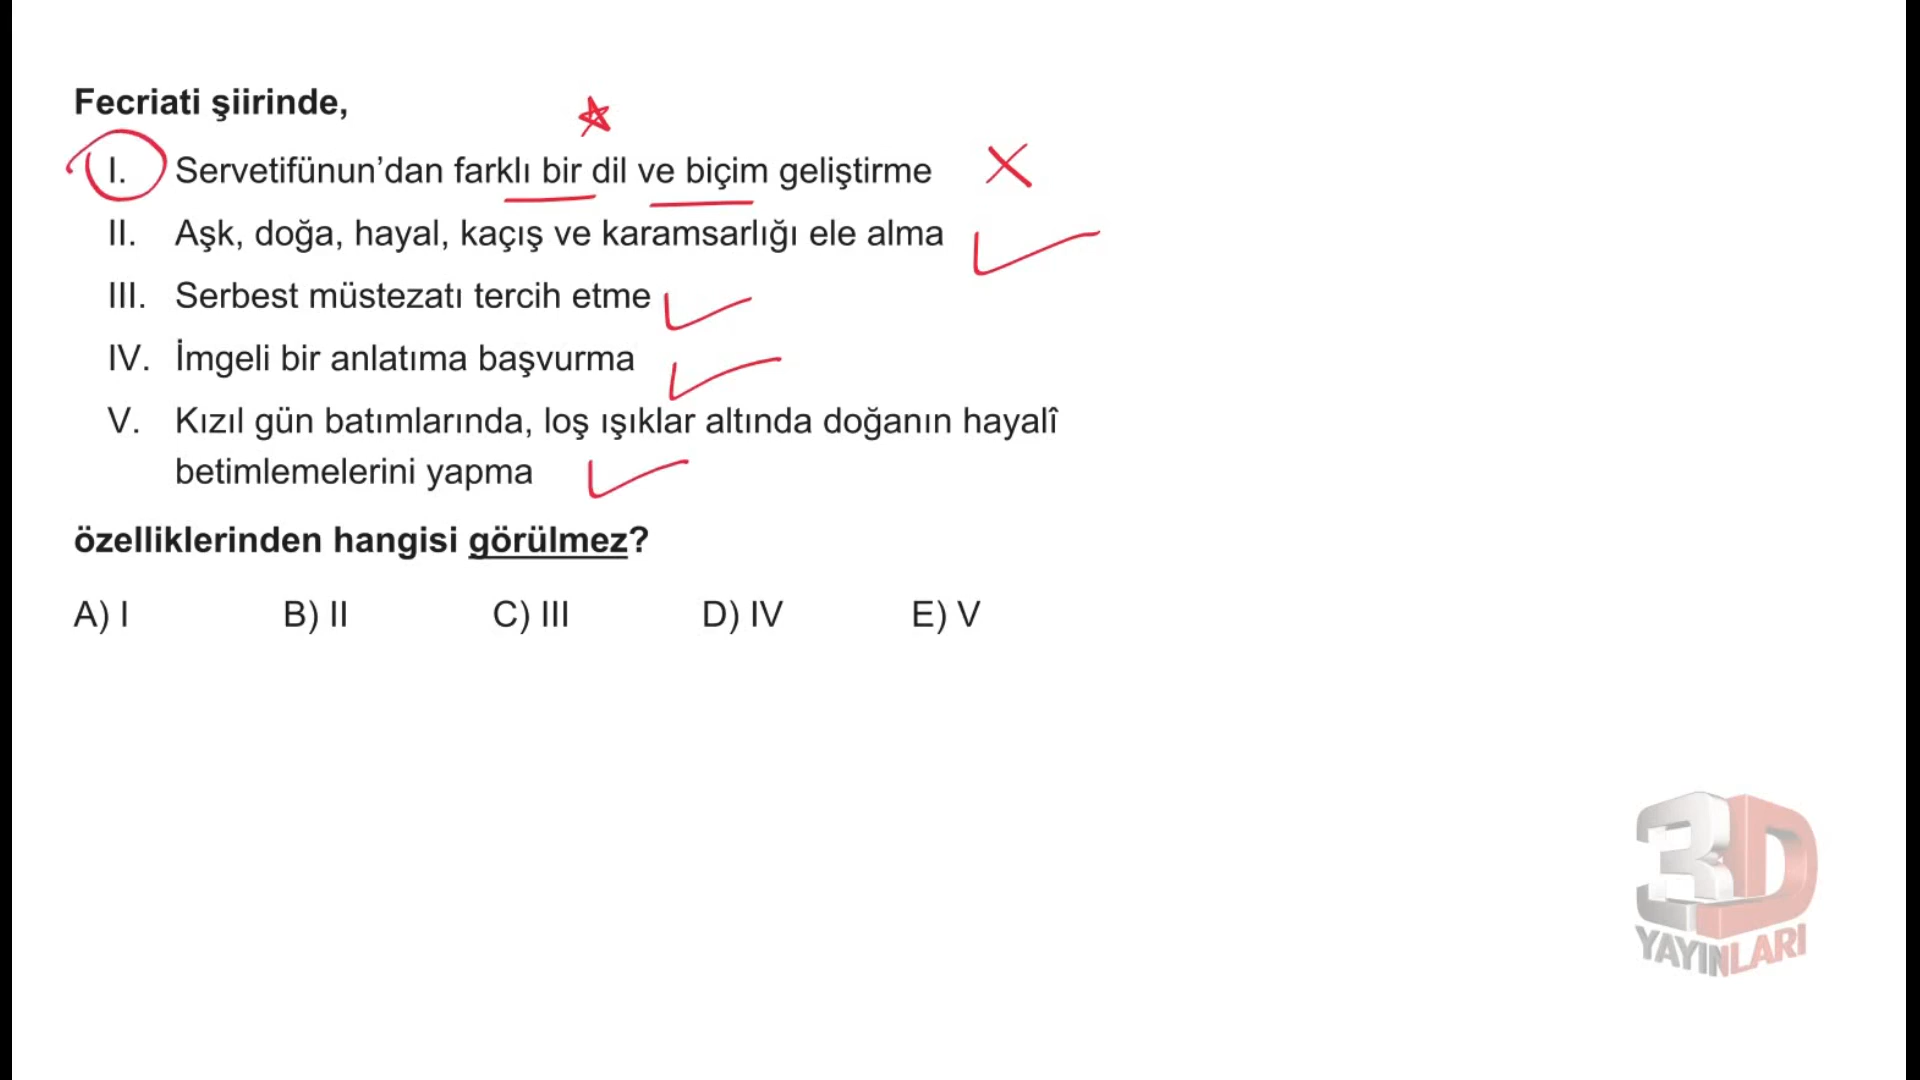 Fecriati şiirinde,
I. Servetifünun’dan farklı bir dil ve biçim geliştirme
II. Aşk, doğa, hayal, kaçış ve karamsarlığı ele alma
III. Serbest müstezatı tercih etme
IV. İmgeli bir anlatıma başvurma
V. Kızıl gün batımlarında, loş ışıklar altında doğanın hayalî
betimlemelerini yapma
özelliklerinden hangisi görülmez?
A) I B) II C) III D) IV E) V
3D
YAYINLARI